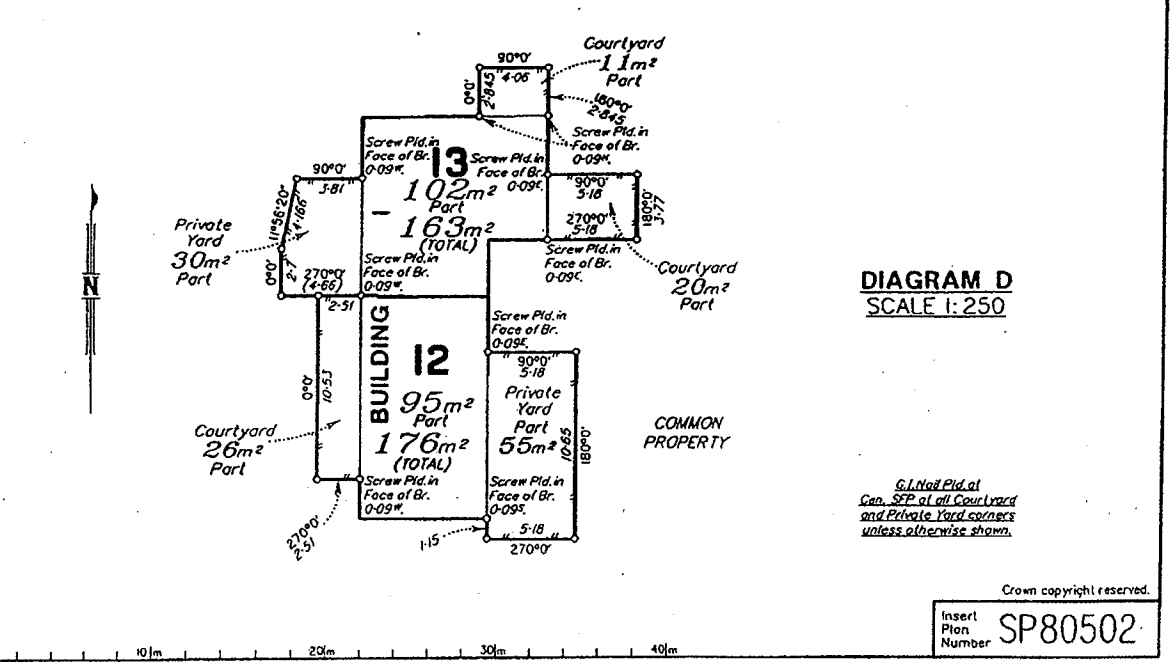 Courtyard
11m²
Part
90°0'
4·06
0°0'
2·845
180°0'
2·845
Screw Pld. in
Face of Br.
0·09N.
Screw Pld. in
Face of Br.
0·09W.
13
Screw Pld. in
Face of Br.
0·09E.
102m²
Part
163m²
(TOTAL)
90°0'
3·81
11°56'20"
4·166
Private
Yard
30m²
Part
0°0'
2·7
270°0'
(4·66)
2·51
Screw Pld. in
Face of Br.
0·09W.
90°0'
5·18
180°0'
3·77
270°0'
5·18
Screw Pld. in
Face of Br.
0·09E.
Courtyard
20m²
Part
N
DIAGRAM D
SCALE 1:250
BUILDING
12
95m²
Part
176m²
(TOTAL)
Screw Pld. in
Face of Br.
0·09E.
90°0'
5·18
Private
Yard
Part
55m²
10·65
180°0'
COMMON
PROPERTY
0°0'
10·53
Courtyard
26m²
Part
Screw Pld. in
Face of Br.
0·09W.
Screw Pld. in
Face of Br.
0·09S.
270°0'
2·51
1·15
5·18
270°0'
G.I.Nail Pld. at
Cen. SFP at all Courtyard
and Private Yard corners
unless otherwise shown.
Crown copyright reserved.
Insert
Plan
Number
SP80502
10 m
20 m
30 m
40 m